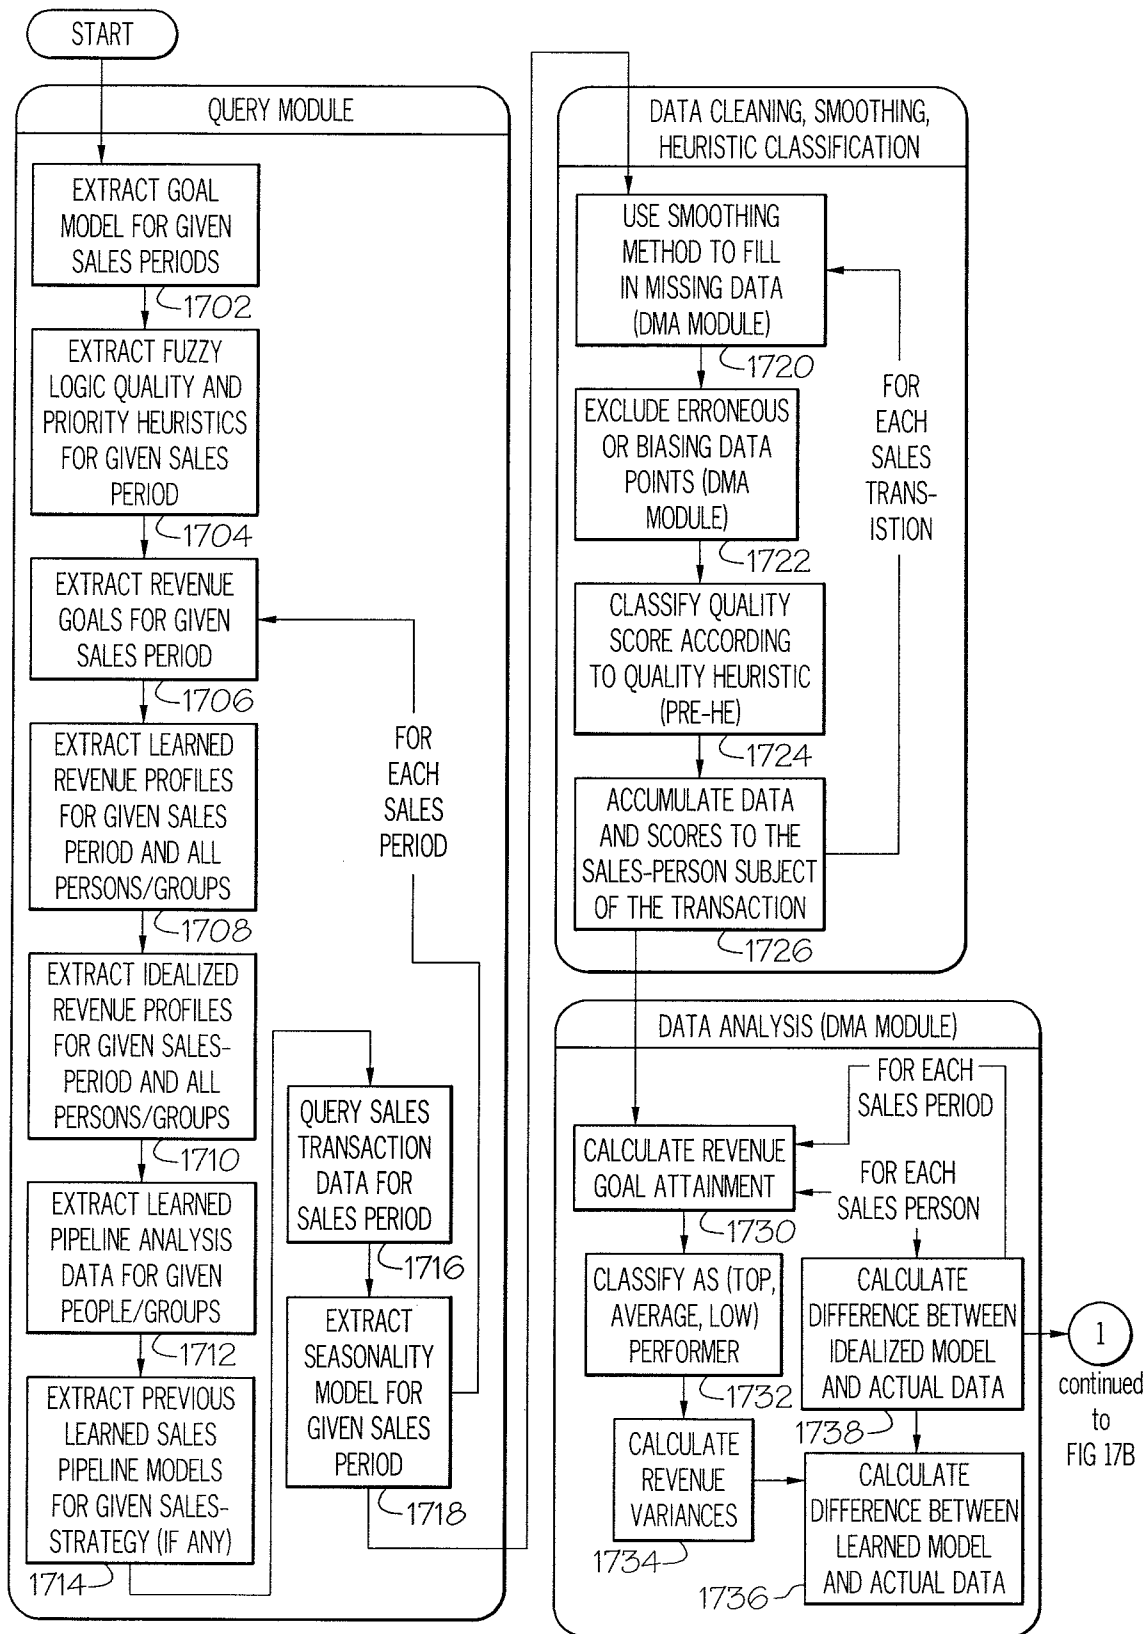 START
QUERY MODULE
EXTRACT GOAL
MODEL FOR GIVEN
SALES PERIODS
1702
EXTRACT FUZZY
LOGIC QUALITY AND
PRIORITY HEURISTICS
FOR GIVEN SALES
PERIOD
1704
EXTRACT REVENUE
GOALS FOR GIVEN
SALES PERIOD
1706
EXTRACT LEARNED
REVENUE PROFILES
FOR GIVEN SALES
PERIOD AND ALL
PERSONS/GROUPS
1708
EXTRACT IDEALIZED
REVENUE PROFILES
FOR GIVEN SALES-
PERIOD AND ALL
PERSONS/GROUPS
1710
EXTRACT LEARNED
PIPELINE ANALYSIS
DATA FOR GIVEN
PEOPLE/GROUPS
1712
EXTRACT PREVIOUS
LEARNED SALES
PIPELINE MODELS
FOR GIVEN SALES-
STRATEGY (IF ANY)
1714
QUERY SALES
TRANSACTION
DATA FOR
SALES PERIOD
1716
EXTRACT
SEASONALITY
MODEL FOR
GIVEN SALES
PERIOD
1718
FOR
EACH
SALES
PERIOD
DATA CLEANING, SMOOTHING,
HEURISTIC CLASSIFICATION
USE SMOOTHING
METHOD TO FILL
IN MISSING DATA
(DMA MODULE)
1720
EXCLUDE ERRONEOUS
OR BIASING DATA
POINTS (DMA
MODULE)
1722
CLASSIFY QUALITY
SCORE ACCORDING
TO QUALITY HEURISTIC
(PRE-HE)
1724
ACCUMULATE DATA
AND SCORES TO THE
SALES-PERSON SUBJECT
OF THE TRANSACTION
1726
FOR
EACH
SALES
TRANS-
ISTION
DATA ANALYSIS (DMA MODULE)
FOR EACH
SALES PERIOD
CALCULATE REVENUE
GOAL ATTAINMENT
1730
FOR EACH
SALES PERSON
CLASSIFY AS (TOP,
AVERAGE, LOW)
PERFORMER
1732
CALCULATE
REVENUE
VARIANCES
1734
CALCULATE
DIFFERENCE BETWEEN
IDEALIZED MODEL
AND ACTUAL DATA
1738
CALCULATE
DIFFERENCE BETWEEN
LEARNED MODEL
AND ACTUAL DATA
1736
1
continued
to
FIG 17B